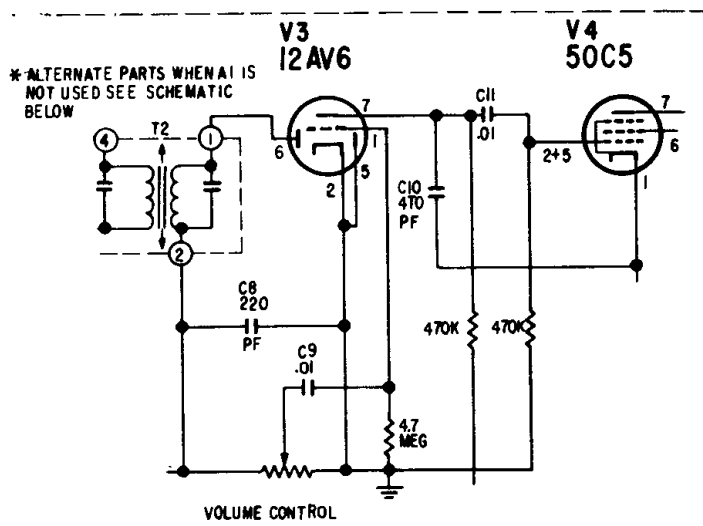 V3
12AV6
V4
50C5
* ALTERNATE PARTS WHEN A1 IS
NOT USED SEE SCHEMATIC
BELOW
T2
4
1
2
6
7
1
5
2
C11
.01
C10
470
PF
2+5
7
6
1
C8
220
PF
C9
.01
470K
470K
4.7
MEG
VOLUME CONTROL